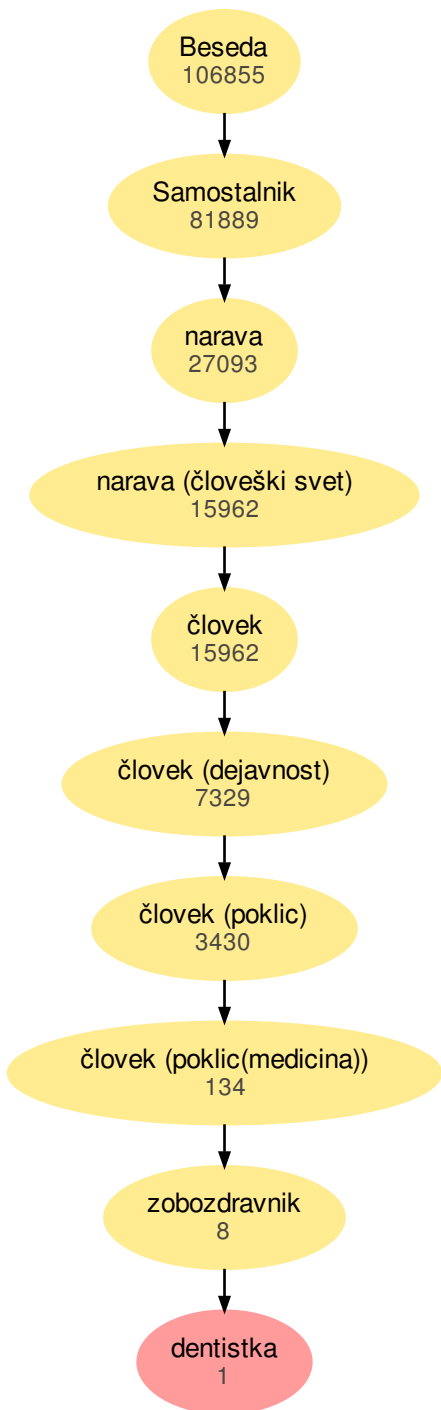 Beseda
106855
Samostalnik
81889
narava
27093
narava (človeški svet)
15962
človek
15962
človek (dejavnost)
7329
človek (poklic)
3430
človek (poklic(medicina))
134
zobozdravnik
8
dentistka
1